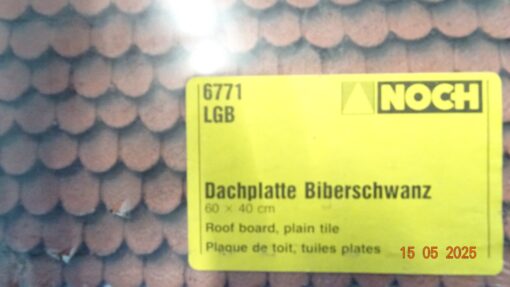 6771
LGB
NOCH
Dachplatte Biberschwanz
60 × 40 cm
Roof board, plain tile
Plaque de toit, tuiles plates
15 05 2025